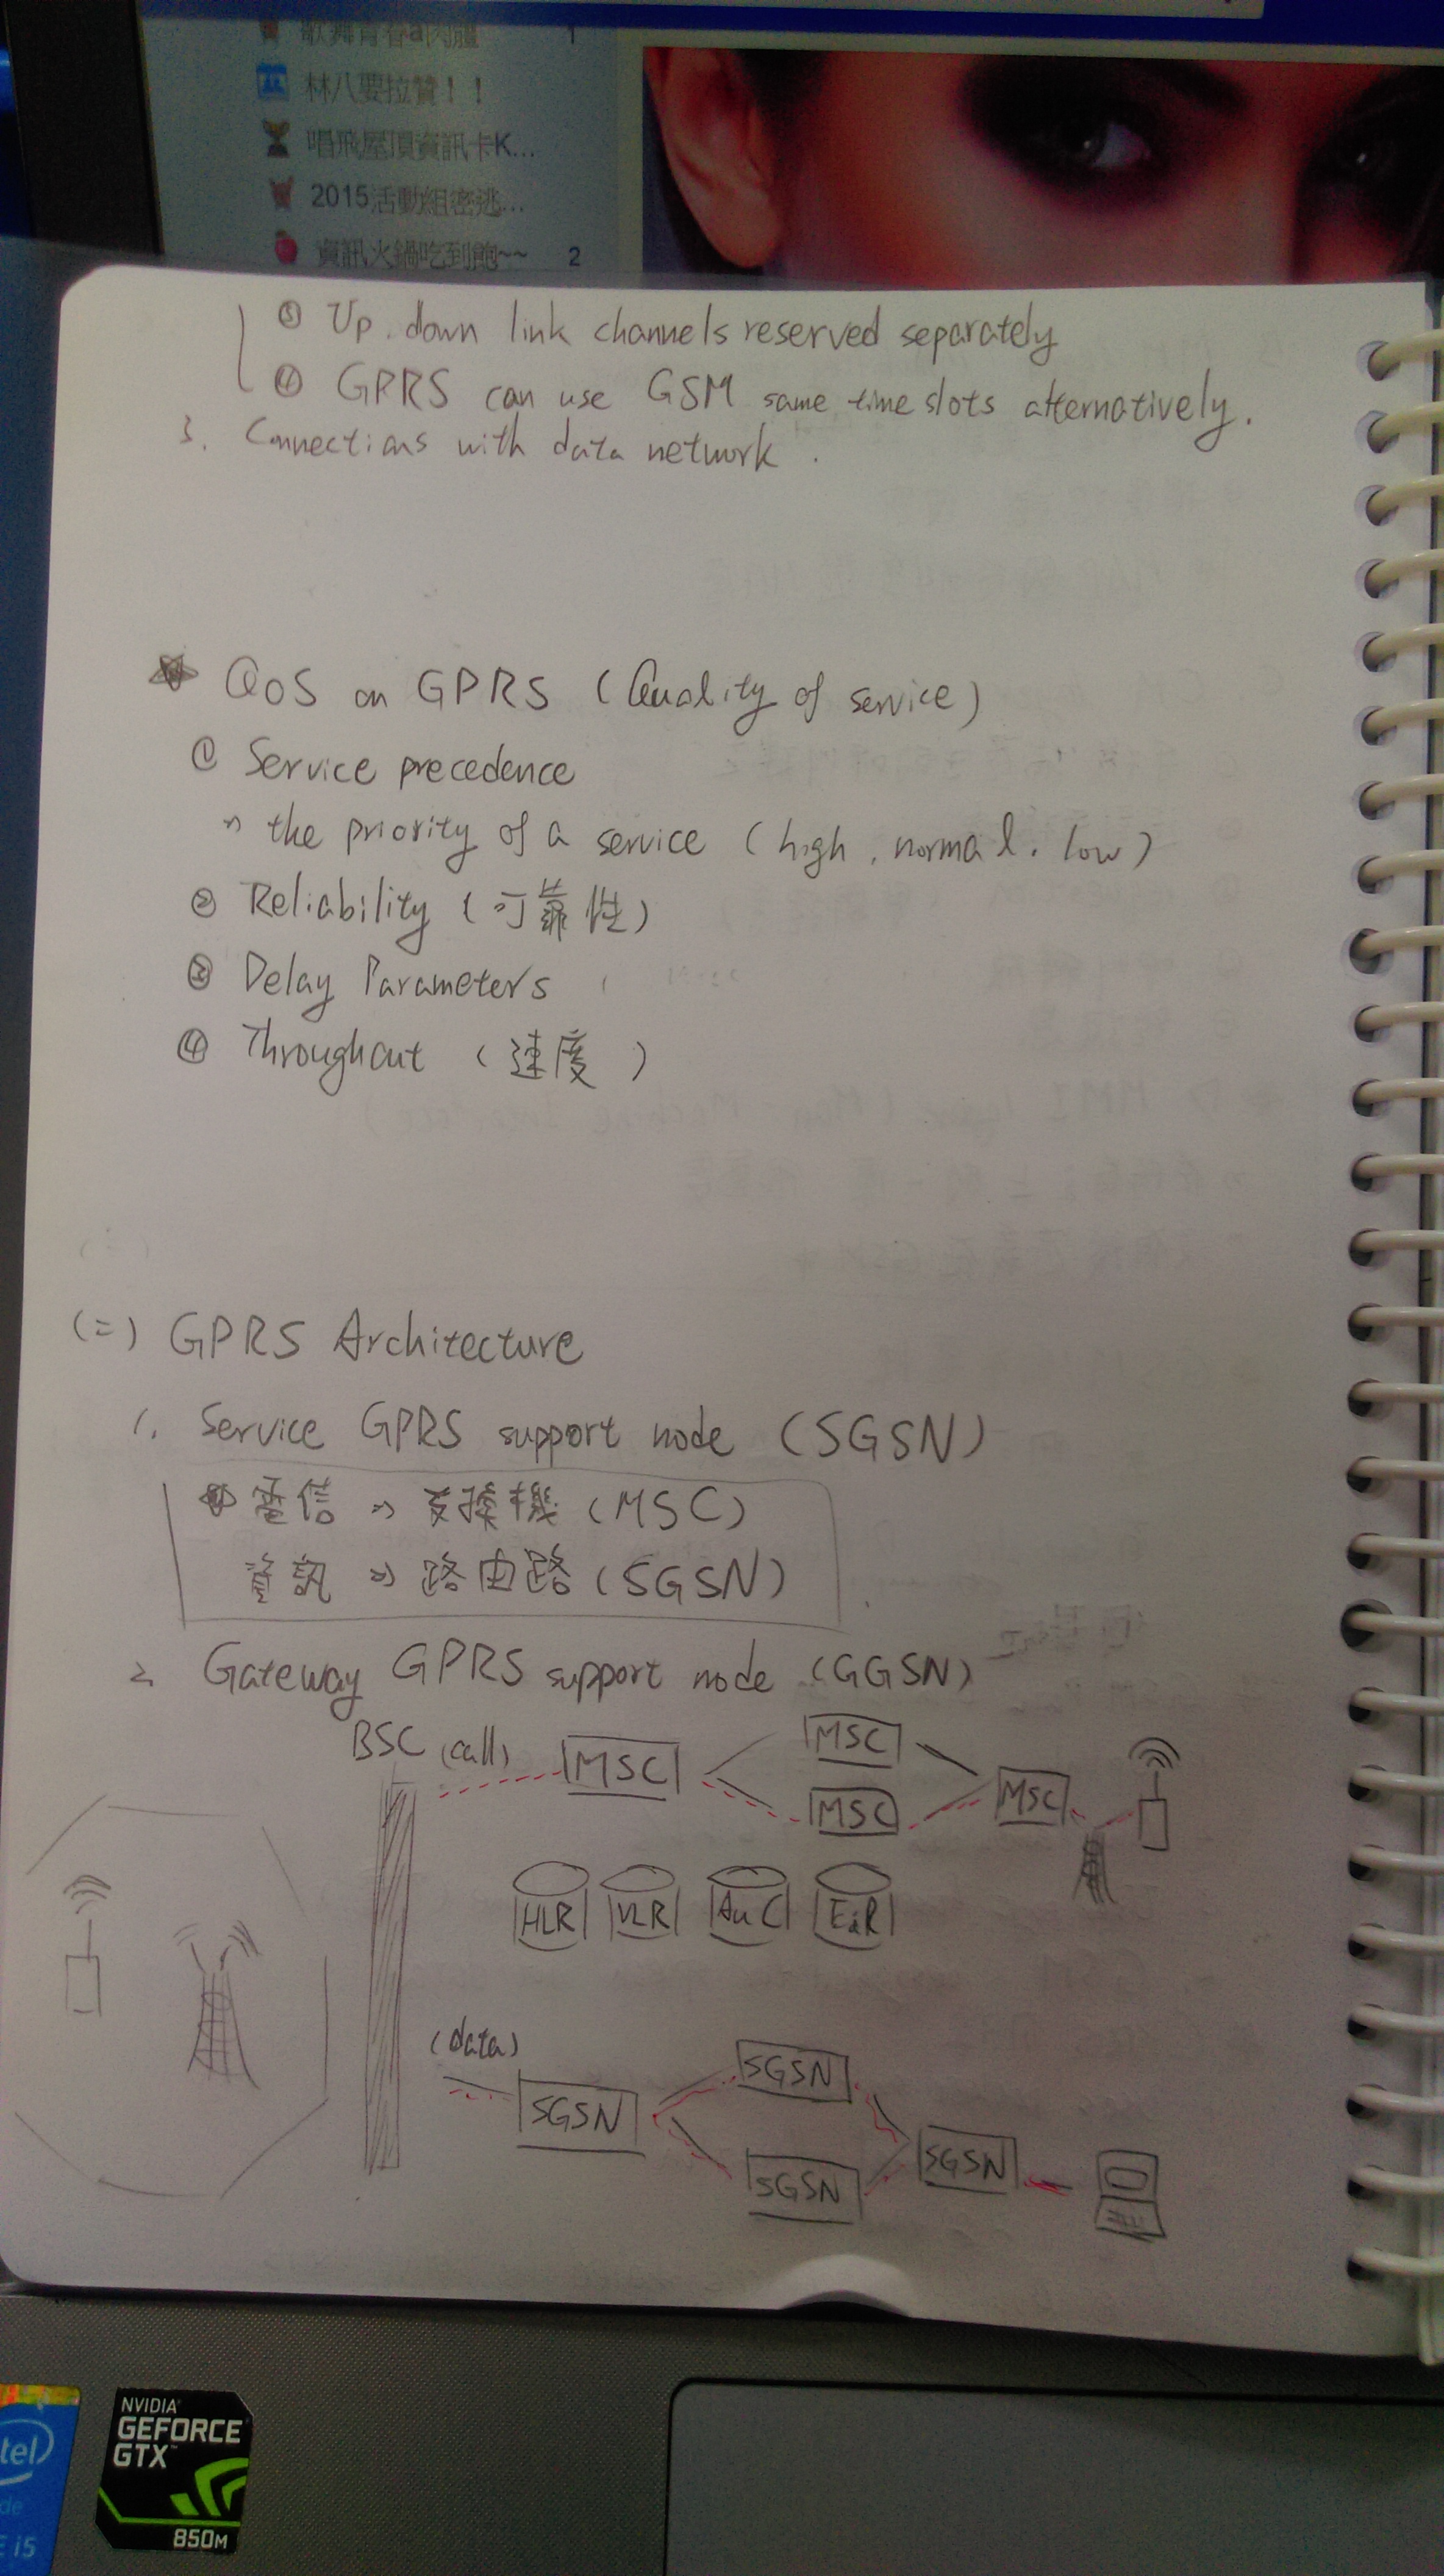 林八要拉贊！！
唱飛屋頂資訊卡K...
2015活動組密逃...
資訊火鍋吃到飽~~ 2
③ Up. down link channels reserved separately
④ GPRS can use GSM same time slots alternatively.
3. Connections with data network.
★ QoS on GPRS (Quality of service)
① Service precedence
⇒ the priority of a service (high, normal. low)
② Reliability (可靠性)
③ Delay Parameters
④ Throughout (速度)
(二) GPRS Architecture
1. Service GPRS support node (SGSN)
★ 電信 ⇒ 交換機 (MSC)
資訊 ⇒ 路由路 (SGSN)
2. Gateway GPRS support node (GGSN)
BSC (call) MSC MSC
MSC MSC
HLR VLR AuC EiR
(data)
SGSN SGSN
SGSN SGSN
NVIDIA
GEFORCE
GTX™
850M
tel
i5